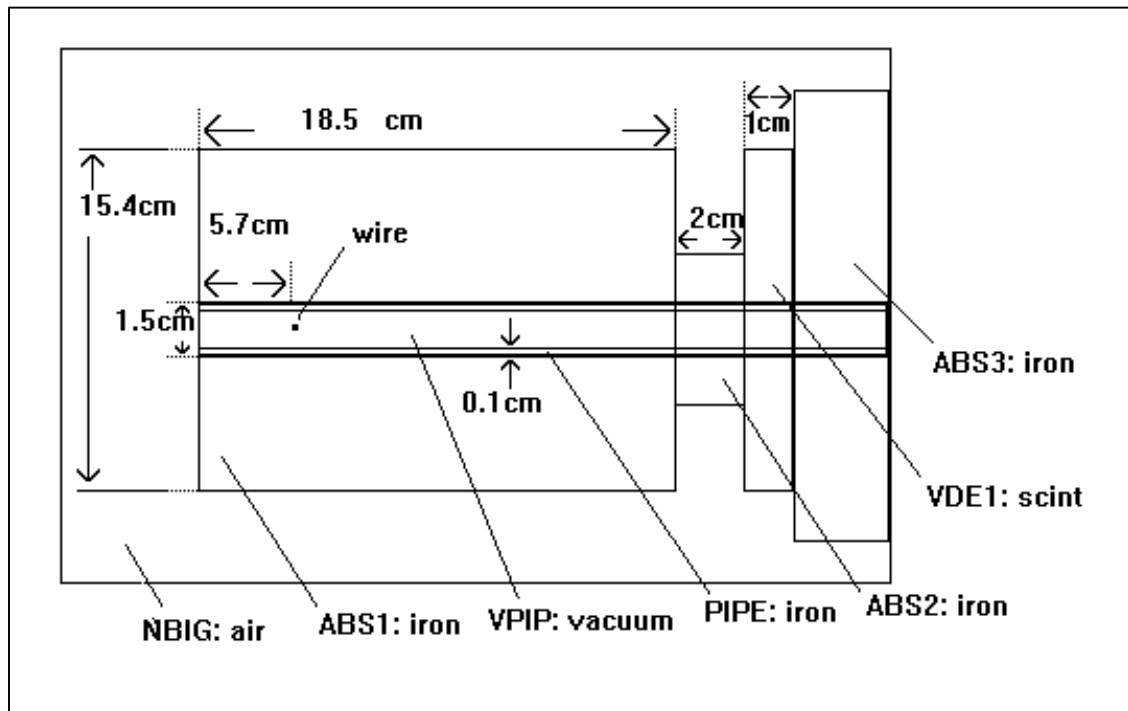 18.5 cm
1cm
15.4cm
5.7cm
wire
2cm
1.5cm
0.1cm
ABS3: iron
VDE1: scint
NBIG: air
ABS1: iron
VPIP: vacuum
PIPE: iron
ABS2: iron